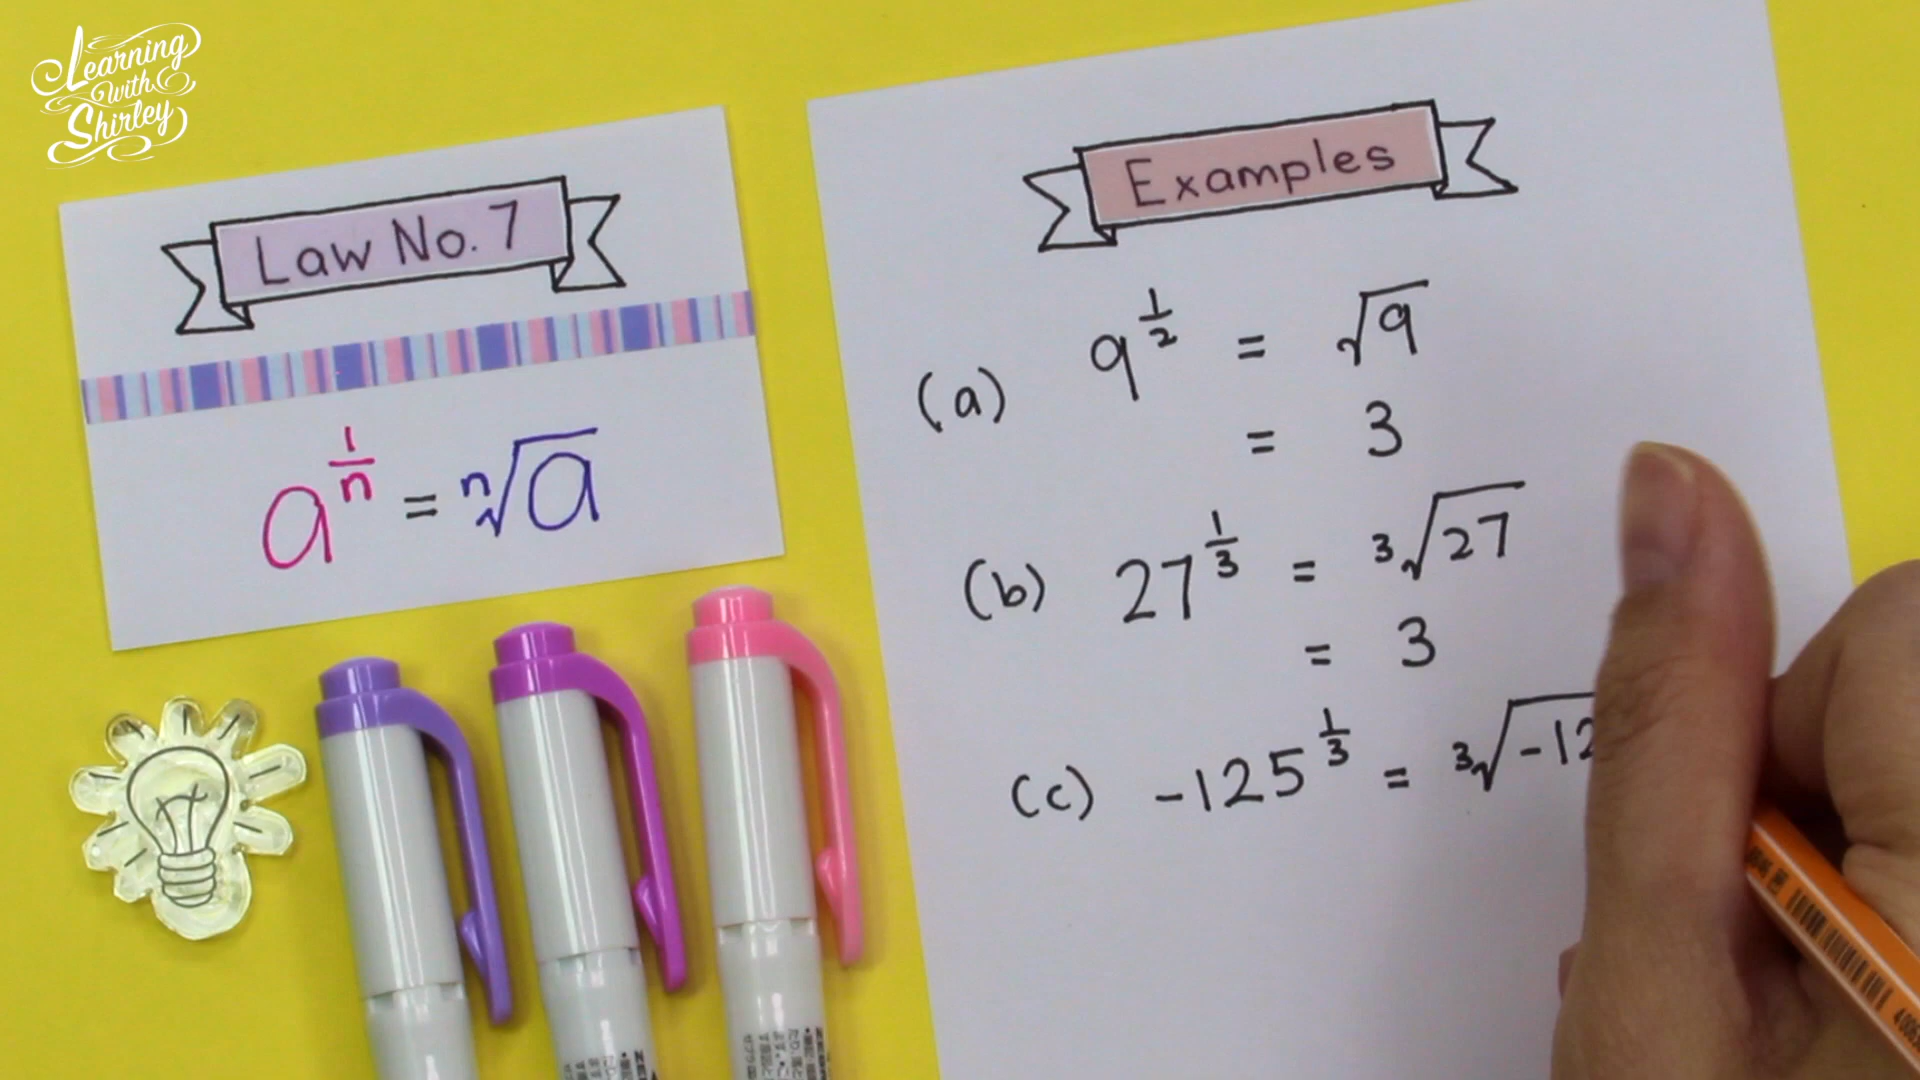 Learning
with
Shirley
Law No. 7
a^(1/n) = ⁿ√a
Examples
(a) 9^(1/2) = √9
= 3
(b) 27^(1/3) = ³√27
= 3
(c) -125^(1/3) = ³√-12